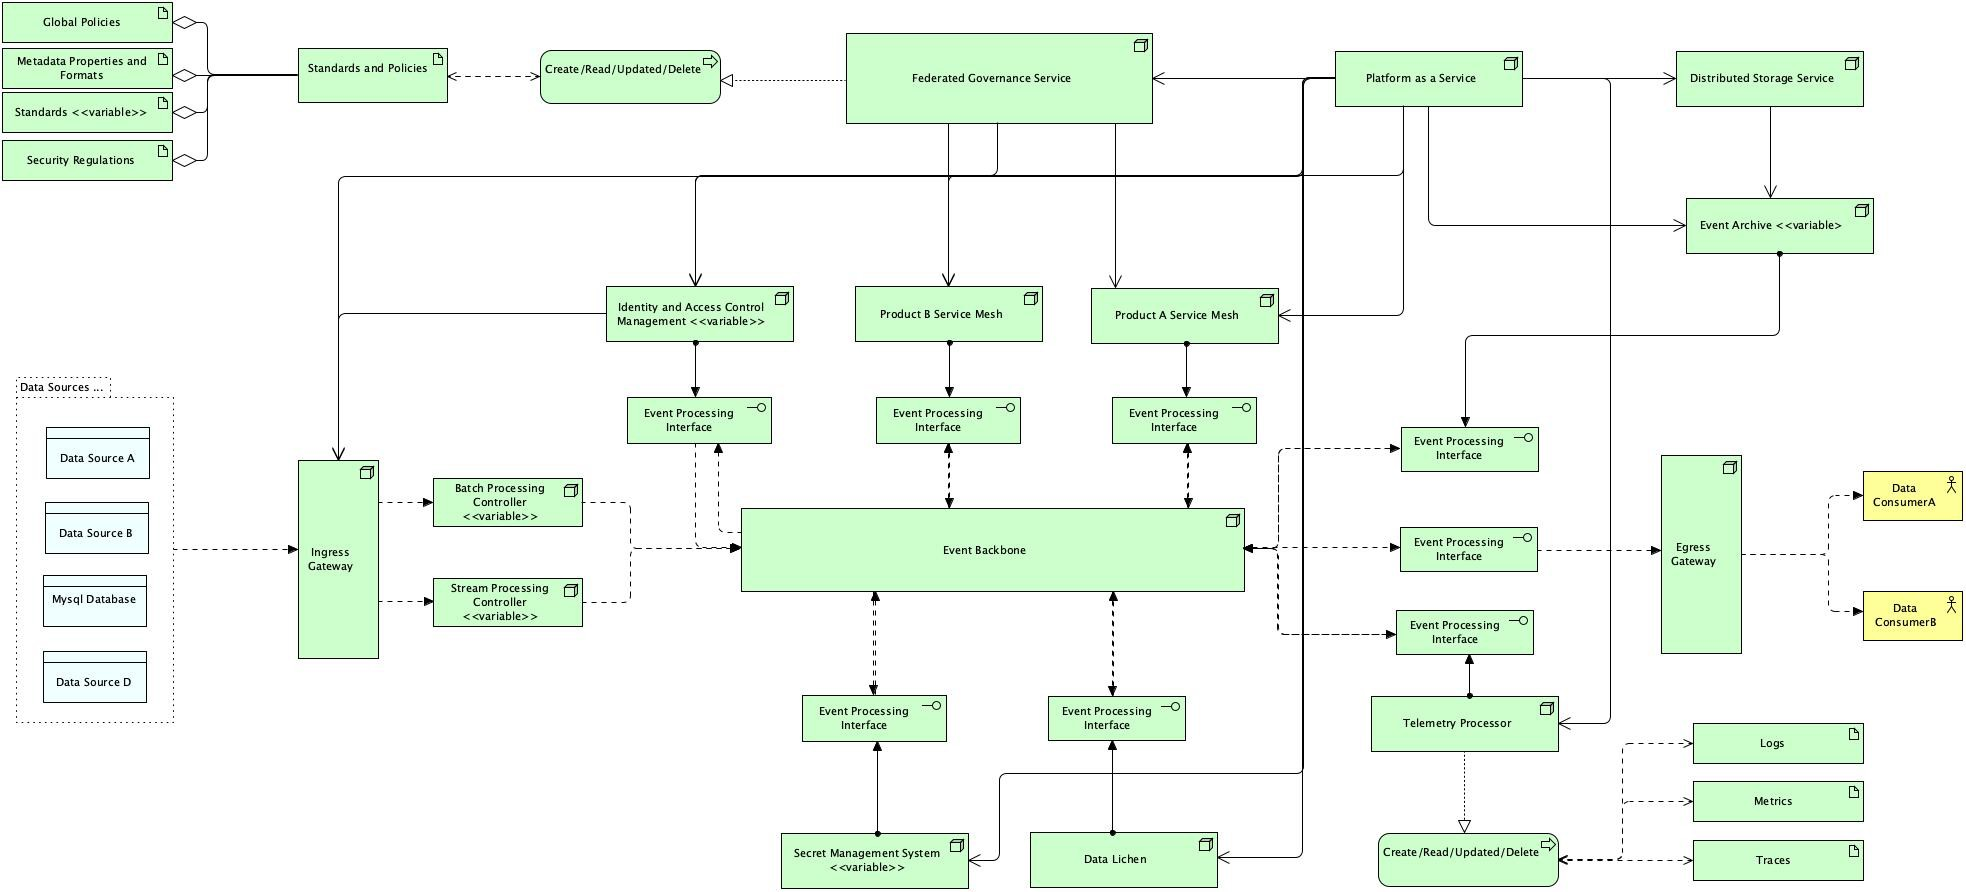 Global Policies
Metadata Properties and
Formats
Standards <<variable>>
Security Regulations
Standards and Policies
Create/Read/Updated/Delete
Federated Governance Service
Platform as a Service
Distributed Storage Service
Event Archive <<variable>
Identity and Access Control
Management <<variable>>
Product B Service Mesh
Product A Service Mesh
Data Sources ...
Data Source A
Data Source B
Mysql Database
Data Source D
Event Processing
Interface
Event Processing
Interface
Event Processing
Interface
Event Processing
Interface
Ingress
Gateway
Batch Processing
Controller
<<variable>>
Stream Processing
Controller
<<variable>>
Event Backbone
Event Processing
Interface
Egress
Gateway
Data
ConsumerA
Data
ConsumerB
Event Processing
Interface
Event Processing
Interface
Event Processing
Interface
Telemetry Processor
Logs
Metrics
Traces
Secret Management System
<<variable>>
Data Lichen
Create/Read/Updated/Delete